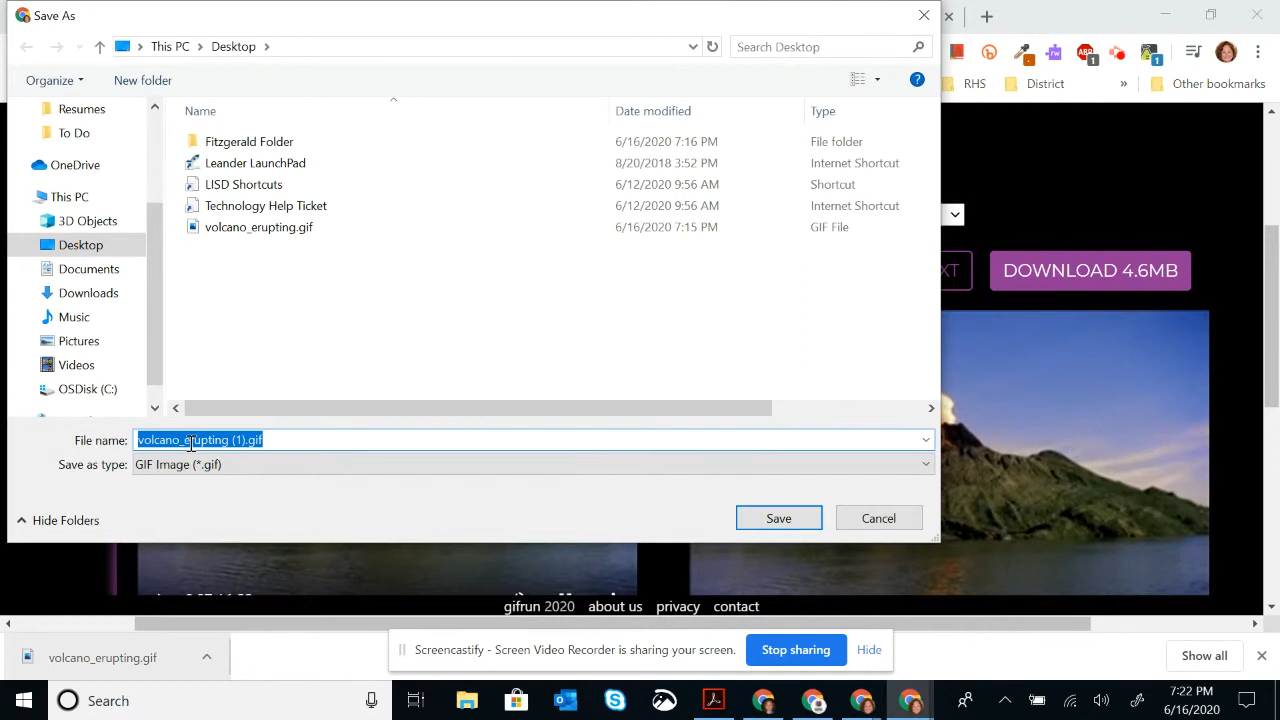 Save As
This PC
Desktop
Search Desktop
Organize
New folder
RHS
District
»
Other bookmarks
Resumes
To Do
OneDrive
This PC
3D Objects
Desktop
Documents
Downloads
Music
Pictures
Videos
OSDisk (C:)
Name
Date modified
Type
Fitzgerald Folder 6/16/2020 7:16 PM File folder
Leander LaunchPad 8/20/2018 3:52 PM Internet Shortcut
LISD Shortcuts 6/12/2020 9:56 AM Shortcut
Technology Help Ticket 6/12/2020 9:56 AM Internet Shortcut
volcano_erupting.gif 6/16/2020 7:15 PM GIF File
DOWNLOAD 4.6MB
File name: volcano_erupting (1).gif
Save as type: GIF Image (*.gif)
Hide Folders
Save
Cancel
gifrun 2020 about us privacy contact
volcano_erupting.gif
Screencastify - Screen Video Recorder is sharing your screen.
Stop sharing
Hide
Show all
Search
7:22 PM
6/16/2020